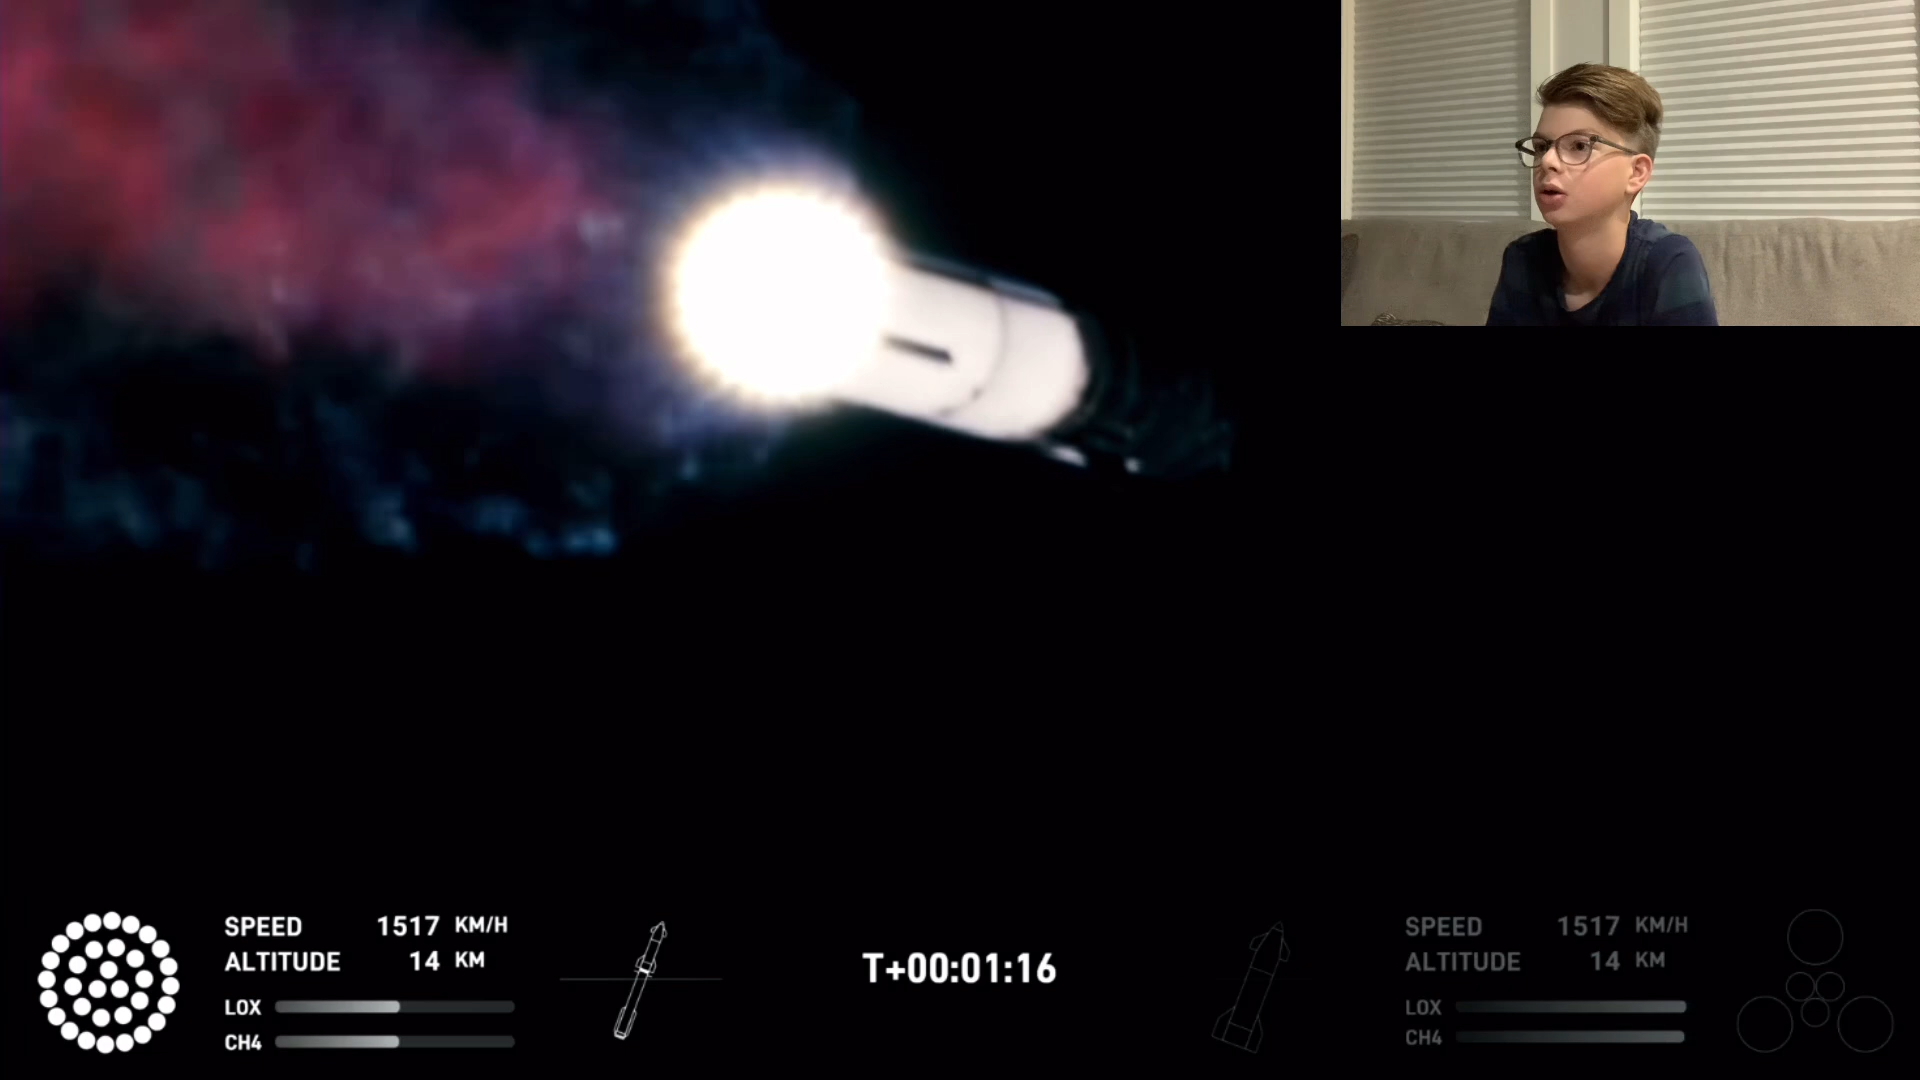 SPEED 1517 KM/H
ALTITUDE 14 KM
LOX
CH4
T+00:01:16
SPEED 1517 KM/H
ALTITUDE 14 KM
LOX
CH4